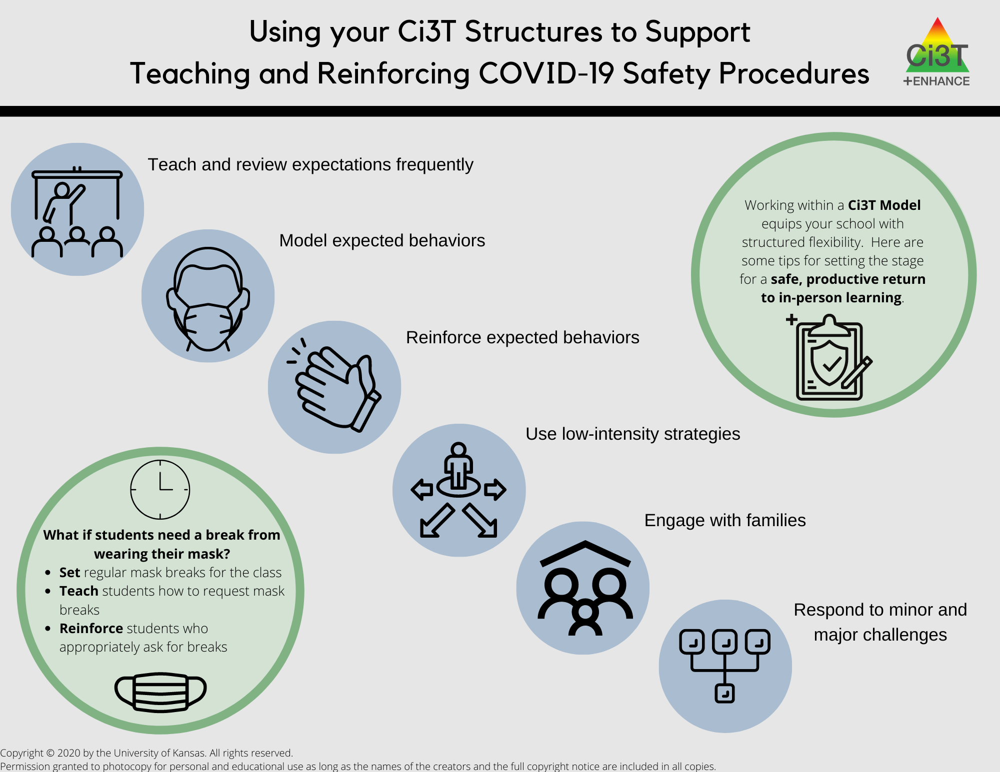 Using your Ci3T Structures to Support
Teaching and Reinforcing COVID-19 Safety Procedures
Ci3T
+ENHANCE
Teach and review expectations frequently
Model expected behaviors
Reinforce expected behaviors
Use low-intensity strategies
Engage with families
Respond to minor and
major challenges
Working within a Ci3T Model
equips your school with
structured flexibility.  Here are
some tips for setting the stage
for a safe, productive return
to in-person learning.
What if students need a break from
wearing their mask?
• Set regular mask breaks for the class
• Teach students how to request mask
breaks
• Reinforce students who
appropriately ask for breaks
Copyright © 2020 by the University of Kansas. All rights reserved.
Permission granted to photocopy for personal and educational use as long as the names of the creators and the full copyright notice are included in all copies.